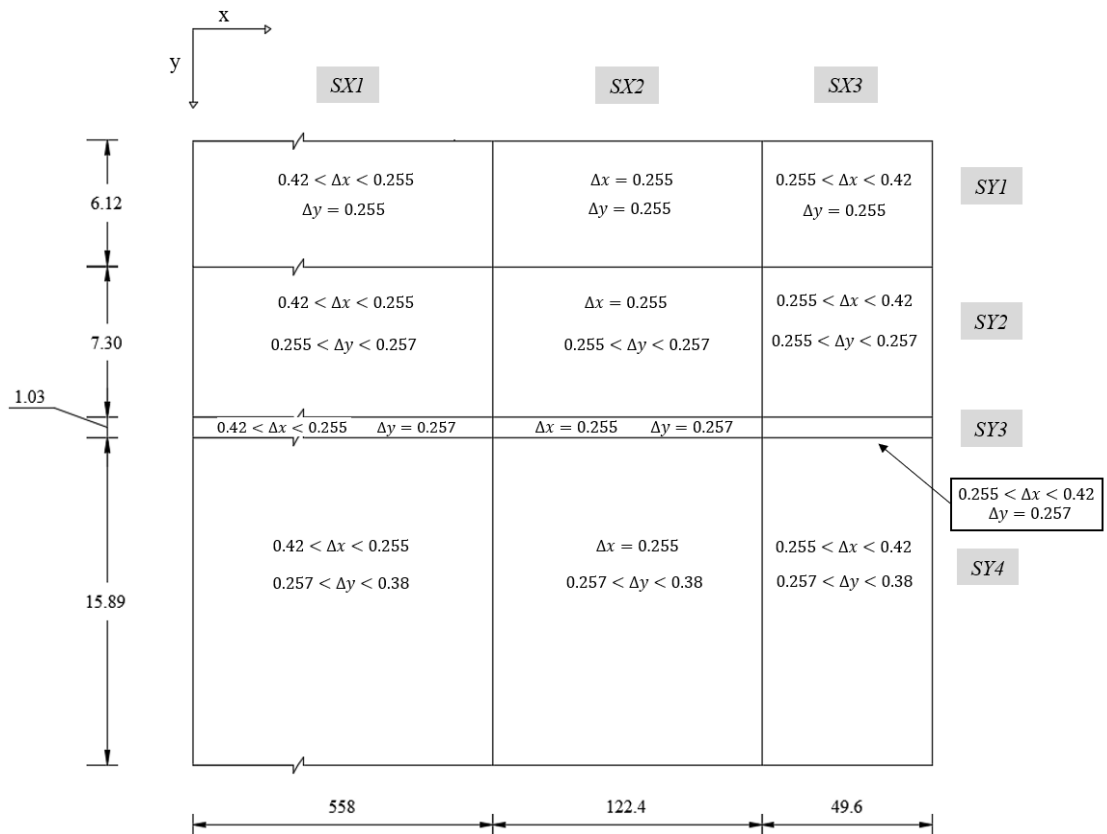 x
y
SX1 SX2 SX3
0.42 < Δx < 0.255 Δx = 0.255 0.255 < Δx < 0.42
Δy = 0.255 Δy = 0.255 Δy = 0.255
SY1
6.12
0.42 < Δx < 0.255 Δx = 0.255 0.255 < Δx < 0.42
0.255 < Δy < 0.257 0.255 < Δy < 0.257 0.255 < Δy < 0.257
SY2
7.30
1.03
0.42 < Δx < 0.255 Δy = 0.257 Δx = 0.255 Δy = 0.257
SY3
0.255 < Δx < 0.42
Δy = 0.257
0.42 < Δx < 0.255 Δx = 0.255 0.255 < Δx < 0.42
0.257 < Δy < 0.38 0.257 < Δy < 0.38 0.257 < Δy < 0.38
SY4
15.89
558 122.4 49.6